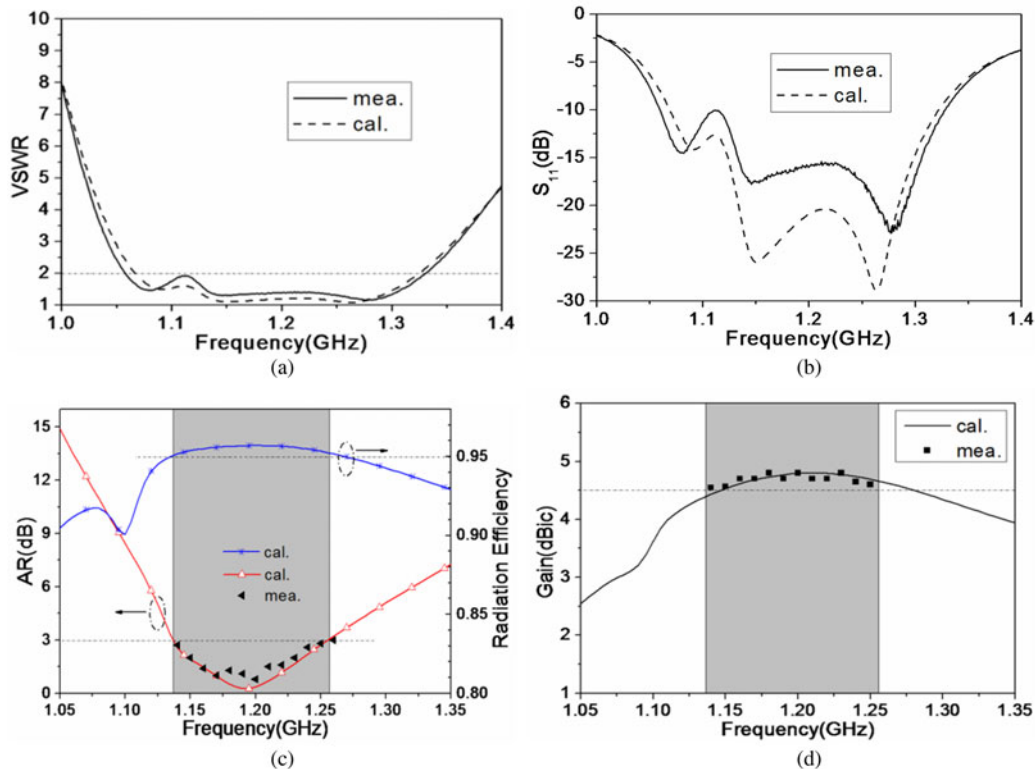 10
9
8
7
6
5
4
3
2
1
VSWR
mea.
cal.
1.0 1.1 1.2 1.3 1.4
Frequency(GHz)
(a)
0
-5
-10
-15
-20
-25
-30
S11(dB)
mea.
cal.
1.0 1.1 1.2 1.3 1.4
Frequency(GHz)
(b)
15
12
9
6
3
0
AR(dB)
cal.
cal.
mea.
0.95
0.90
0.85
0.80
Radiation Efficiency
1.05 1.10 1.15 1.20 1.25 1.30 1.35
Frequency(GHz)
(c)
6
5
4
3
2
1
Gain(dBic)
cal.
mea.
1.05 1.10 1.15 1.20 1.25 1.30 1.35
Frequency(GHz)
(d)